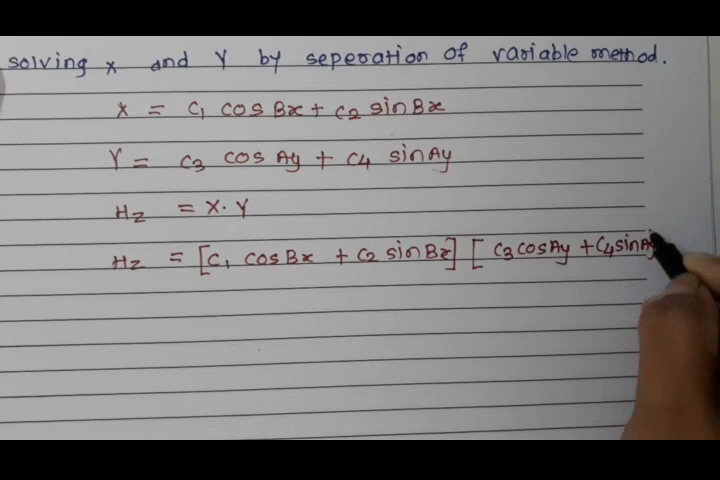 solving x and Y by seperation of variable method.
X = C1 cos Bx + C2 sin Bx
Y = C3 cos Ay + C4 sin Ay
Hz = X. Y
Hz = [C1 cos Bx + C2 sin Bx] [ C3 cos Ay + C4 sin Ay